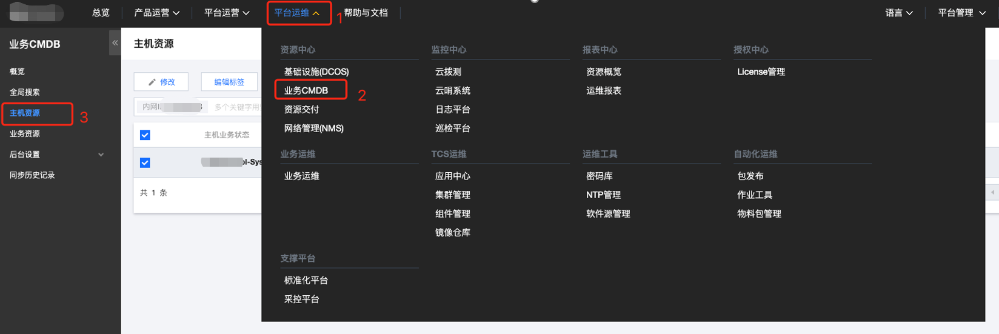 总览 产品运营 平台运营 平台运维 1 帮助与文档 语言 平台管理
业务CMDB
概览
全局搜索
主机资源 3
业务资源
后台设置
同步历史记录
主机资源
修改 编辑标签
内网 多个关键字用
主机业务状态
ol-Sys
共 1 条
资源中心
基础设施(DCOS)
业务CMDB 2
资源交付
网络管理(NMS)
监控中心
云拨测
云哨系统
日志平台
巡检平台
报表中心
资源概览
运维报表
授权中心
License管理
业务运维
业务运维
TCS运维
应用中心
集群管理
组件管理
镜像仓库
运维工具
密码库
NTP管理
软件源管理
自动化运维
包发布
作业工具
物料包管理
支撑平台
标准化平台
采控平台